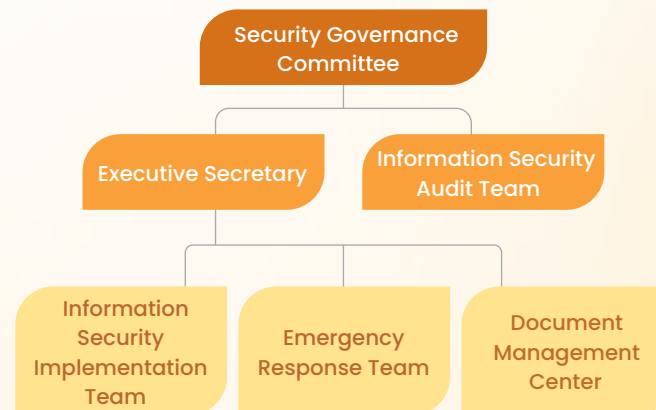 Security Governance
Committee
Executive Secretary
Information Security
Audit Team
Information
Security
Implementation
Team
Emergency
Response Team
Document
Management
Center